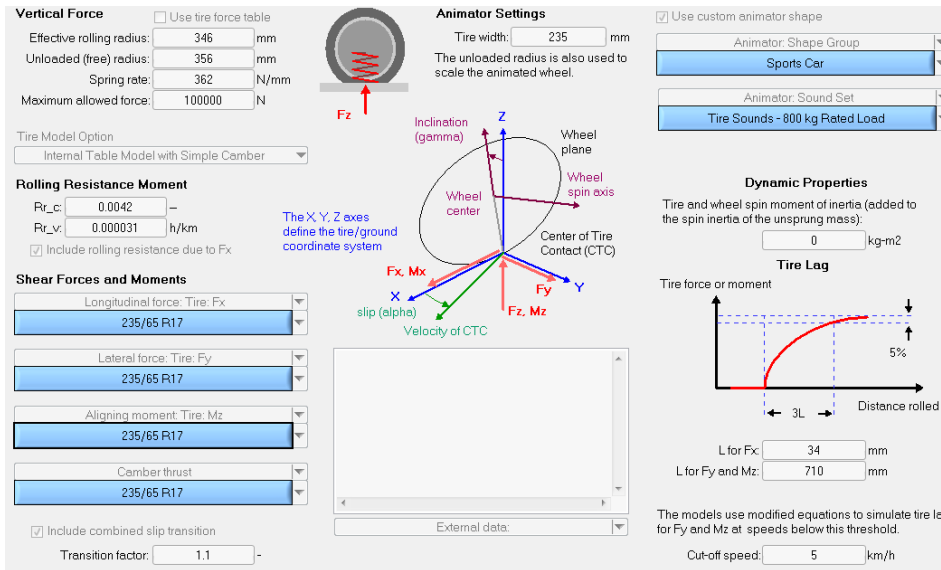 Vertical Force
Use tire force table
Effective rolling radius: 346 mm
Unloaded (free) radius: 356 mm
Spring rate: 362 N/mm
Maximum allowed force: 100000 N
Fz
Tire Model Option
Internal Table Model with Simple Camber
Rolling Resistance Moment
Rr_c: 0.0042 –
Rr_v: 0.000031 h/km
Include rolling resistance due to Fx
Shear Forces and Moments
Longitudinal force: Tire: Fx
235/65 R17
Lateral force: Tire: Fy
235/65 R17
Aligning moment: Tire: Mz
235/65 R17
Camber thrust
235/65 R17
Include combined slip transition
Transition factor: 1.1 -
Animator Settings
Tire width: 235 mm
The unloaded radius is also used to
scale the animated wheel.
Inclination
(gamma)
Z
Wheel
plane
Wheel
spin axis
Wheel
center
The X, Y, Z axes
define the tire/ground
coordinate system
Center of Tire
Contact (CTC)
Fx, Mx
X
Fy
Y
slip (alpha)
Fz, Mz
Velocity of CTC
External data:
Use custom animator shape
Animator: Shape Group
Sports Car
Animator: Sound Set
Tire Sounds - 800 kg Rated Load
Dynamic Properties
Tire and wheel spin moment of inertia (added to
the spin inertia of the unsprung mass):
0 kg-m2
Tire Lag
Tire force or moment
5%
3L
Distance rolled
L for Fx: 34 mm
L for Fy and Mz: 710 mm
The models use modified equations to simulate tire la
for Fy and Mz at speeds below this threshold.
Cut-off speed: 5 km/h